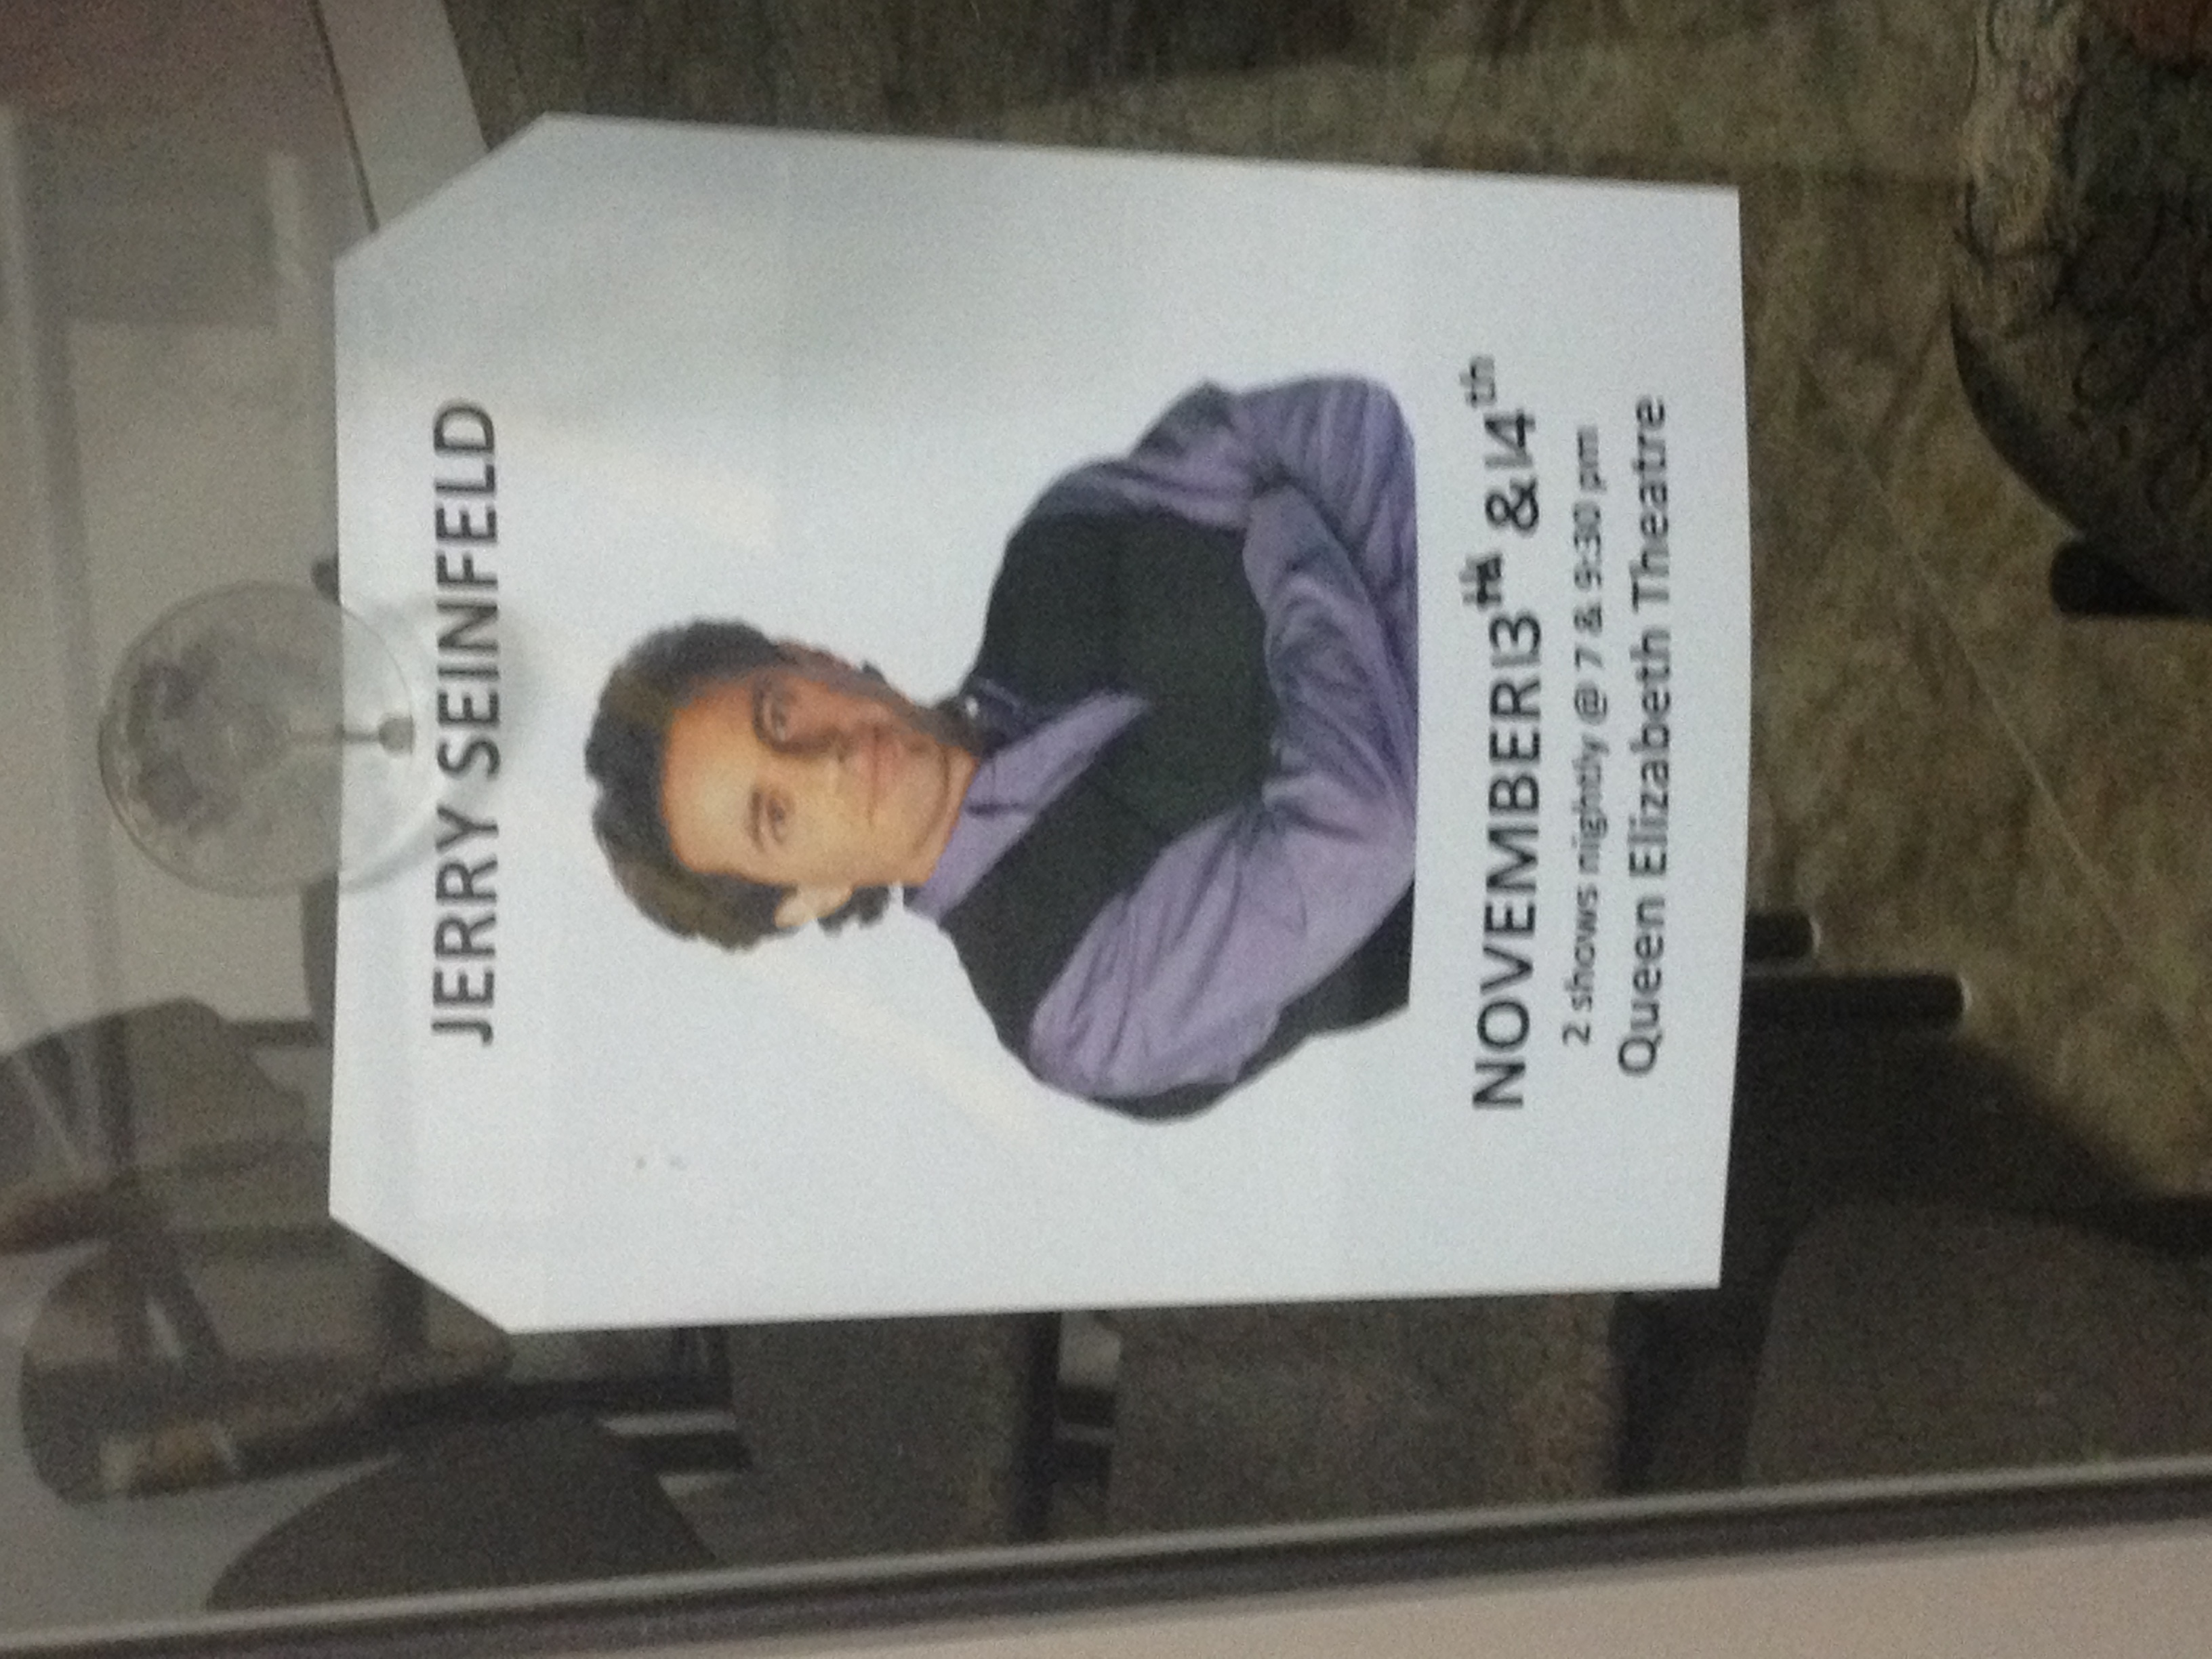 JERRY SEINFELD
NOVEMBER 13th & 14th
2 shows nightly @ 7 & 9:30 pm
Queen Elizabeth Theatre